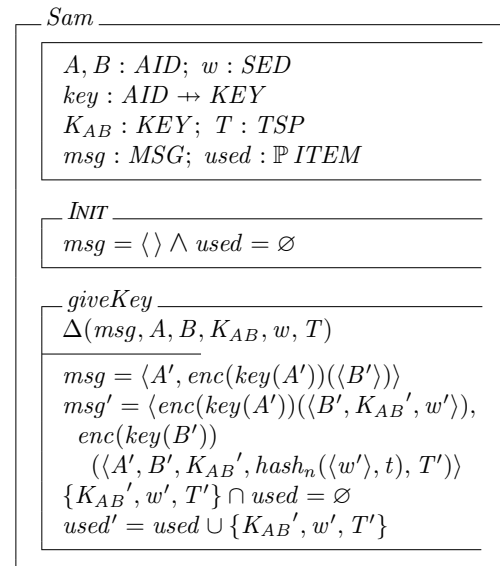 Sam
A, B : AID; w : SED
key : AID ⇸ KEY
K_AB : KEY; T : TSP
msg : MSG; used : ℙ ITEM
INIT
msg = ⟨ ⟩ ∧ used = ∅
giveKey
Δ(msg, A, B, K_AB, w, T)
msg = ⟨A′, enc(key(A′))(⟨B′⟩)⟩
msg′ = ⟨enc(key(A′))(⟨B′, K_AB′, w′⟩),
enc(key(B′))
(⟨A′, B′, K_AB′, hash_n(⟨w′⟩, t), T′)⟩
{K_AB′, w′, T′} ∩ used = ∅
used′ = used ∪ {K_AB′, w′, T′}